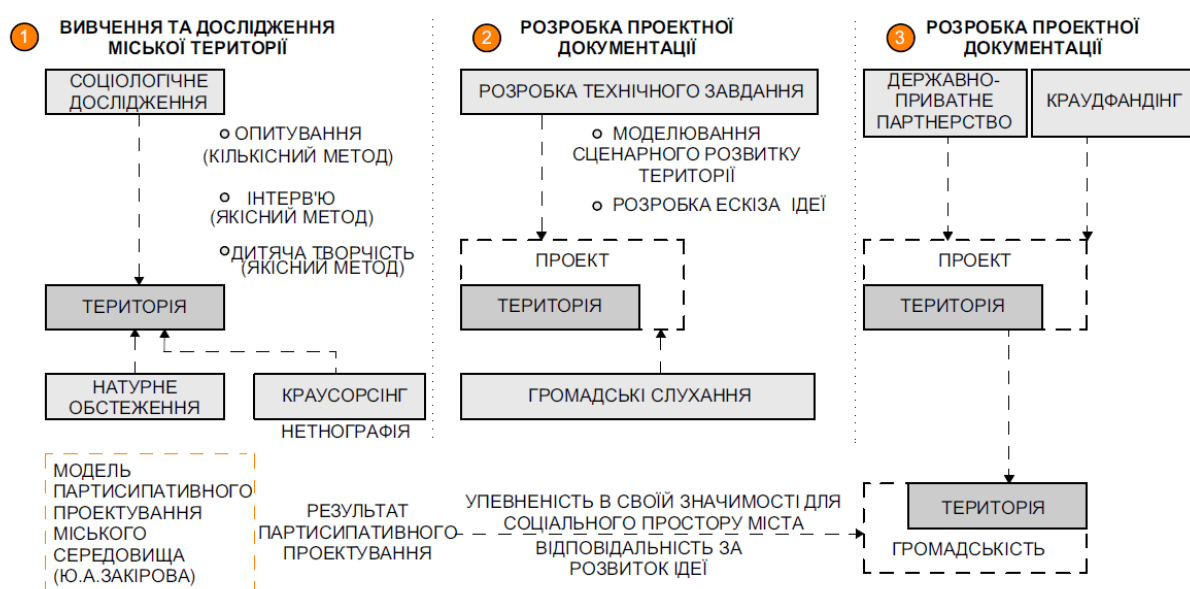 1
ВИВЧЕННЯ ТА ДОСЛІДЖЕННЯ
МІСЬКОЇ ТЕРИТОРІЇ
СОЦІОЛОГІЧНЕ
ДОСЛІДЖЕННЯ
ОПИТУВАННЯ
(КІЛЬКІСНИЙ МЕТОД)
ІНТЕРВ'Ю
(ЯКІСНИЙ МЕТОД)
ДИТЯЧА ТВОРЧІСТЬ
(ЯКІСНИЙ МЕТОД)
ТЕРИТОРІЯ
НАТУРНЕ
ОБСТЕЖЕННЯ
КРАУСОРСІНГ
НЕТНОГРАФІЯ
2
РОЗРОБКА ПРОЕКТНОЇ
ДОКУМЕНТАЦІЇ
РОЗРОБКА ТЕХНІЧНОГО ЗАВДАННЯ
МОДЕЛЮВАННЯ
СЦЕНАРНОГО РОЗВИТКУ
ТЕРИТОРІЇ
РОЗРОБКА ЕСКІЗА ІДЕЇ
ПРОЕКТ
ТЕРИТОРІЯ
ГРОМАДСЬКІ СЛУХАННЯ
3
РОЗРОБКА ПРОЕКТНОЇ
ДОКУМЕНТАЦІЇ
ДЕРЖАВНО-
ПРИВАТНЕ
ПАРТНЕРСТВО
КРАУДФАНДІНГ
ПРОЕКТ
ТЕРИТОРІЯ
МОДЕЛЬ
ПАРТИСИПАТИВНОГО
ПРОЕКТУВАННЯ
МІСЬКОГО
СЕРЕДОВИЩА
(Ю.А.ЗАКІРОВА)
РЕЗУЛЬТАТ
ПАРТИСИПАТИВНОГО
ПРОЕКТУВАННЯ
УПЕВНЕНІСТЬ В СВОЇЙ ЗНАЧИМОСТІ ДЛЯ
СОЦІАЛЬНОГО ПРОСТОРУ МІСТА
ВІДПОВІДАЛЬНІСТЬ ЗА
РОЗВИТОК ІДЕЇ
ТЕРИТОРІЯ
ГРОМАДСЬКІСТЬ